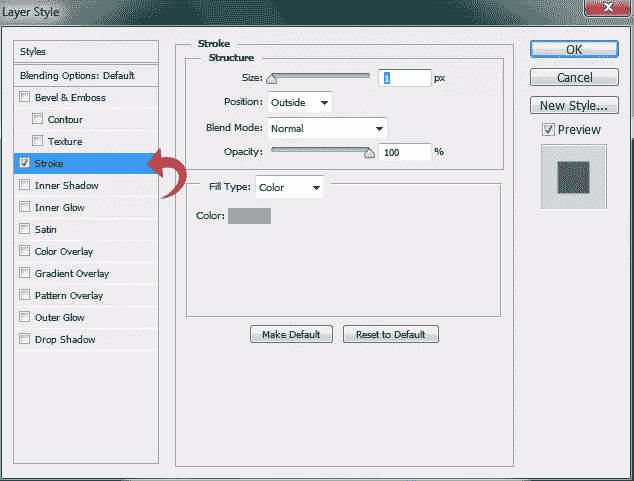 Layer Style
Styles
Blending Options: Default
Bevel & Emboss
Contour
Texture
Stroke
Inner Shadow
Inner Glow
Satin
Color Overlay
Gradient Overlay
Pattern Overlay
Outer Glow
Drop Shadow
Stroke
Structure
Size: 1 px
Position: Outside
Blend Mode: Normal
Opacity: 100 %
Fill Type: Color
Color:
Make Default Reset to Default
OK
Cancel
New Style...
Preview